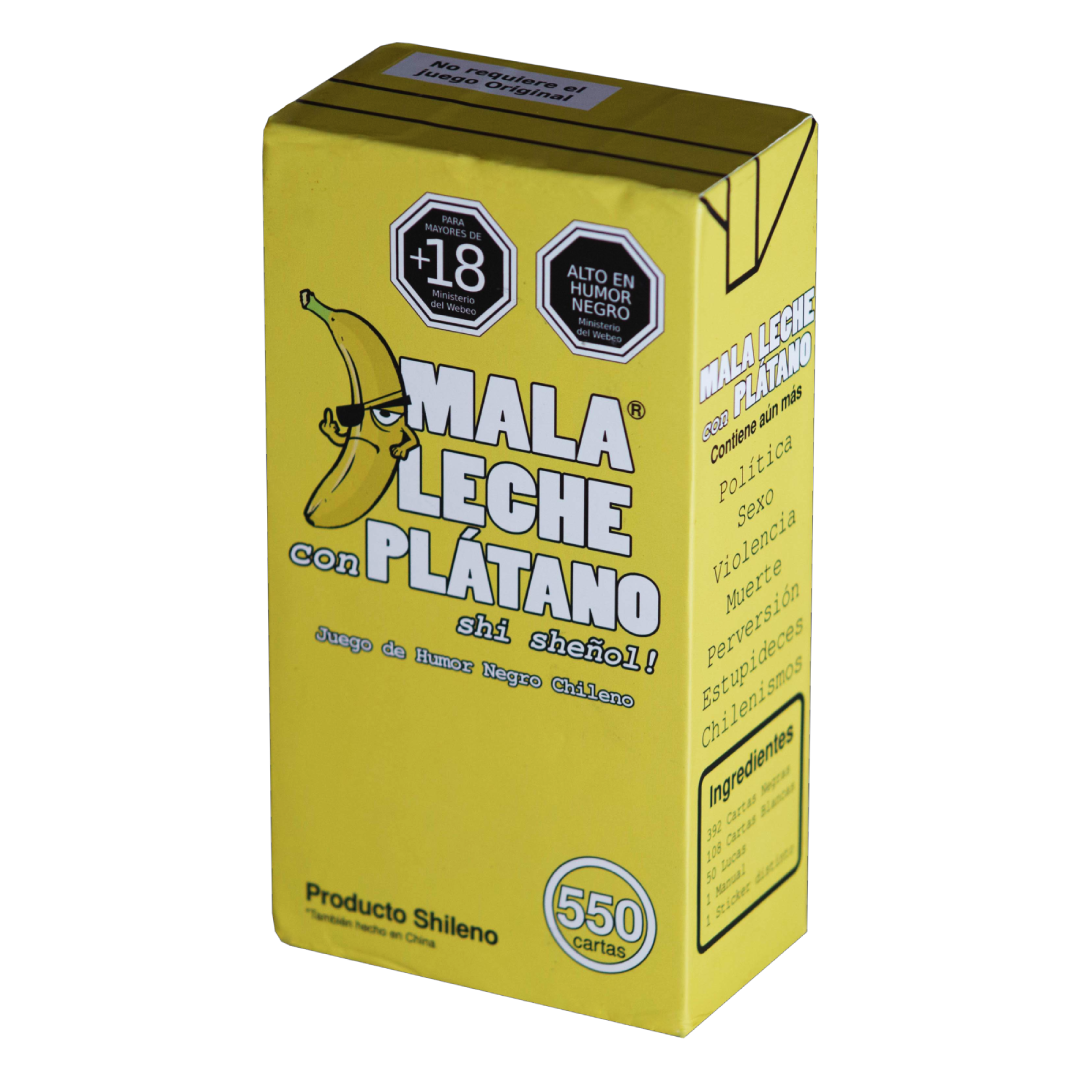 No requiere el
juego Original
PARA
MAYORES DE
+18
Ministerio
del Webeo
ALTO EN
HUMOR
NEGRO
Ministerio
del Webeo
MALA®
LECHE
con PLÁTANO
shi sheñol!
Juego de Humor Negro Chileno
Producto Shileno
*También hecho en China
550
cartas
MALA LECHE
con PLÁTANO
Contiene aún más
Política
Sexo
Violencia
Muerte
Perversión
Estupideces
Chilenismos
Ingredientes
392 Cartas Negras
108 Cartas Blancas
50 Lucas
1 Manual
1 Sticker distinto